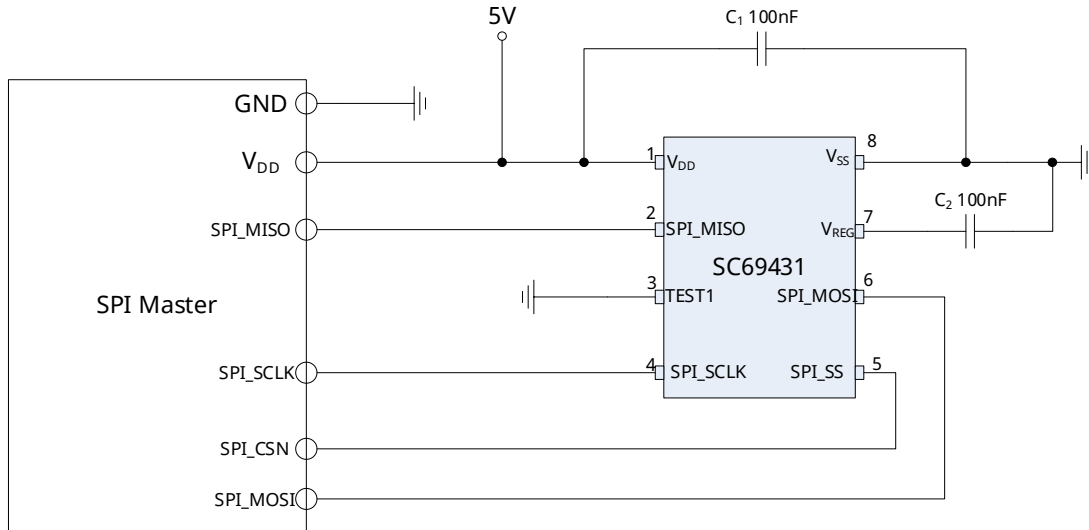 5V
C₁ 100nF
GND
V_DD
1
V_DD
V_SS
8
SPI_MISO
2
SPI_MISO
V_REG
7
C₂ 100nF
SC69431
SPI Master
3
TEST1
SPI_MOSI
6
SPI_SCLK
4
SPI_SCLK
SPI_SS
5
SPI_CSN
SPI_MOSI